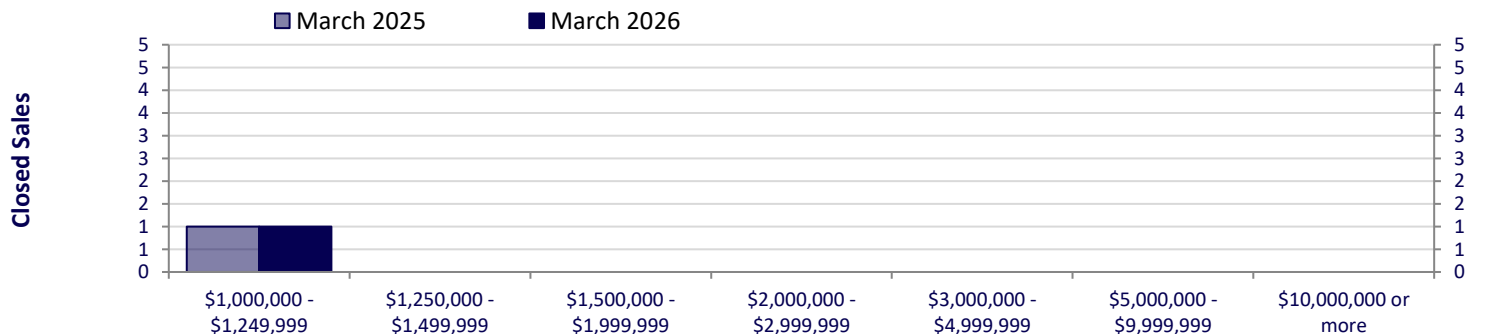 March 2025 March 2026
Closed Sales
5 5
5 5
4 4
4 4
3 3
3 3
2 2
2 2
1 1
1 1
0 0
$1,000,000 - $1,250,000 - $1,500,000 - $2,000,000 - $3,000,000 - $5,000,000 - $10,000,000 or
$1,249,999 $1,499,999 $1,999,999 $2,999,999 $4,999,999 $9,999,999 more